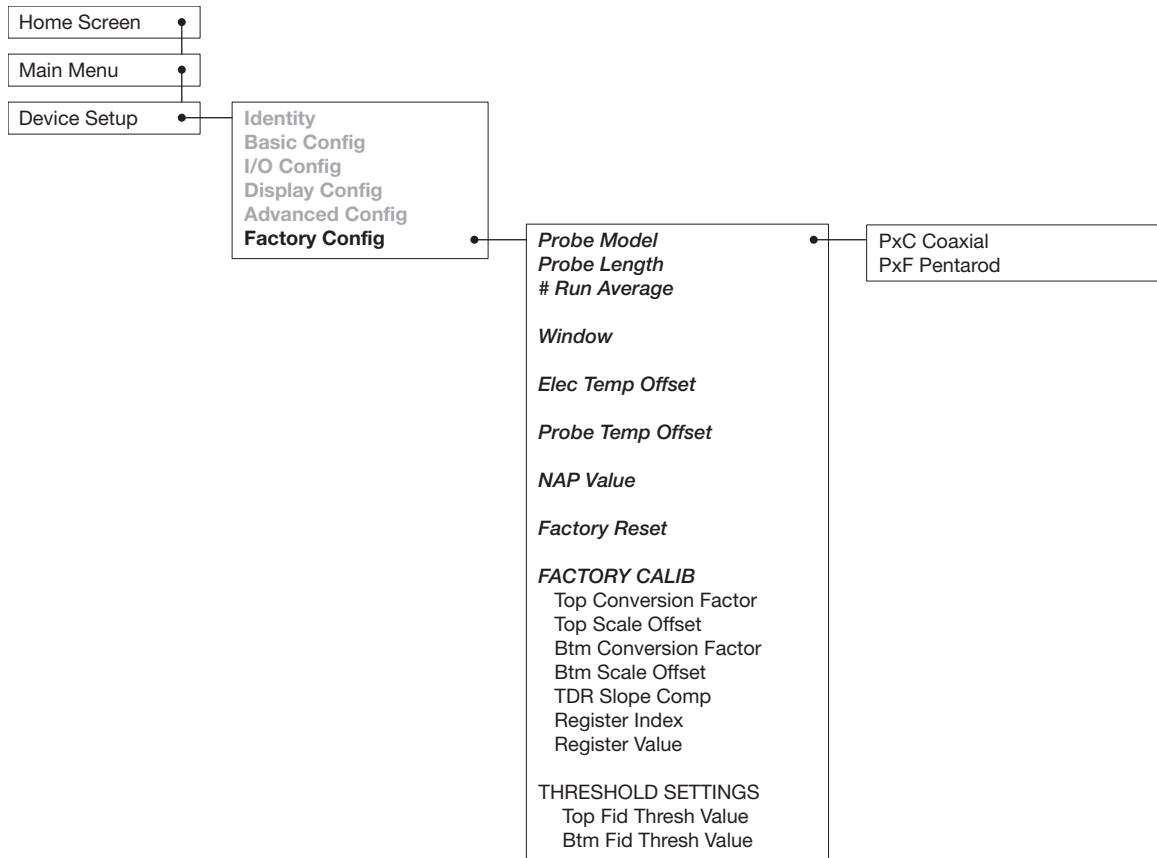 Home Screen
Main Menu
Device Setup
Identity
Basic Config
I/O Config
Display Config
Advanced Config
Factory Config
Probe Model
Probe Length
# Run Average
Window
Elec Temp Offset
Probe Temp Offset
NAP Value
Factory Reset
FACTORY CALIB
Top Conversion Factor
Top Scale Offset
Btm Conversion Factor
Btm Scale Offset
TDR Slope Comp
Register Index
Register Value
THRESHOLD SETTINGS
Top Fid Thresh Value
Btm Fid Thresh Value
PxC Coaxial
PxF Pentarod